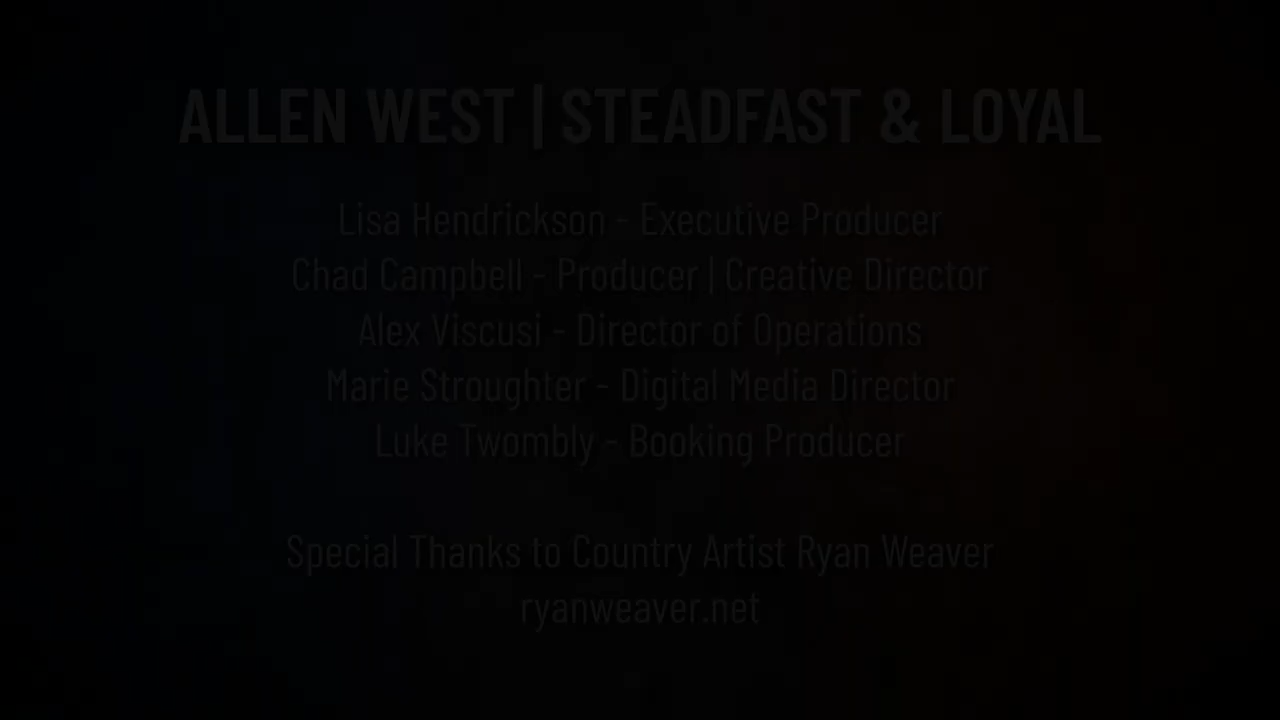 ALLEN WEST | STEADFAST & LOYAL
Lisa Hendrickson - Executive Producer
Chad Campbell - Producer | Creative Director
Alex Viscusi - Director of Operations
Marie Stroughter - Digital Media Director
Luke Twombly - Booking Producer
Special Thanks to Country Artist Ryan Weaver
ryanweaver.net